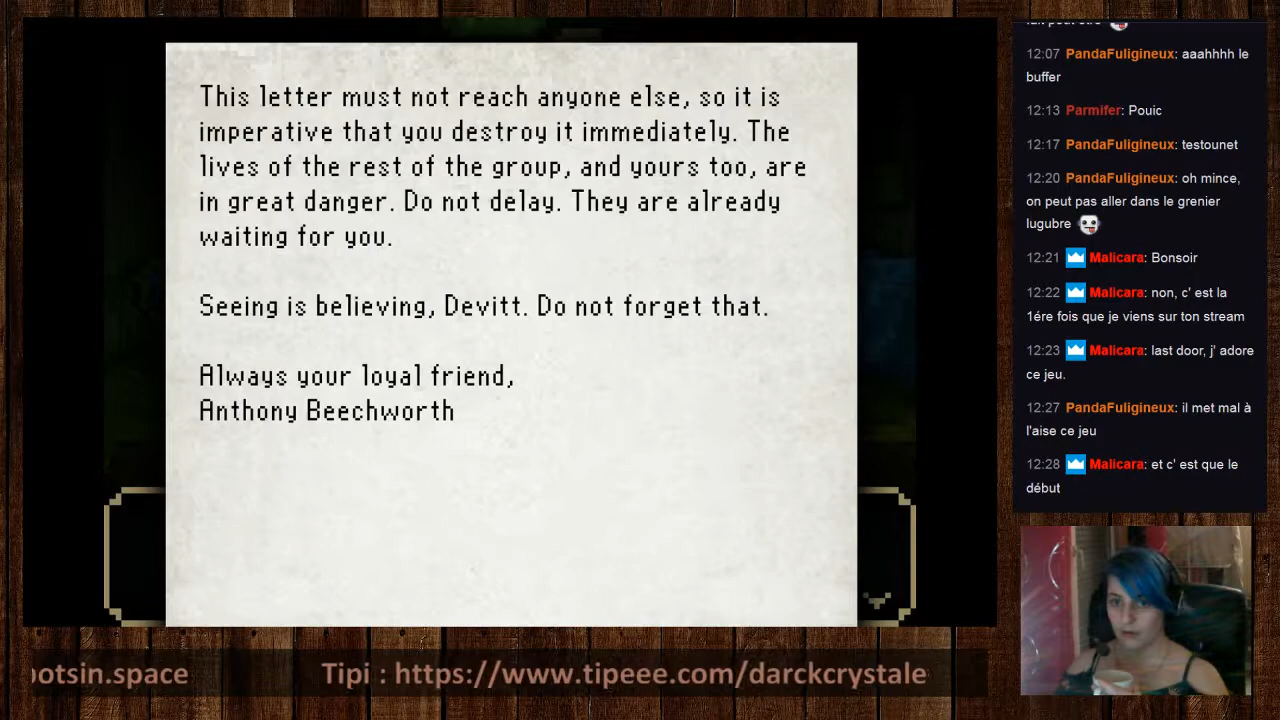 This letter must not reach anyone else, so it is
imperative that you destroy it immediately. The
lives of the rest of the group, and yours too, are
in great danger. Do not delay. They are already
waiting for you.
Seeing is believing, Devitt. Do not forget that.
Always your loyal friend,
Anthony Beechworth
12:07 PandaFuligineux: aaahhhh le
buffer
12:13 Parmifer: Pouic
12:17 PandaFuligineux: testounet
12:20 PandaFuligineux: oh mince,
on peut pas aller dans le grenier
lugubre
12:21 Malicara: Bonsoir
12:22 Malicara: non, c' est la
1ére fois que je viens sur ton stream
12:23 Malicara: last door, j' adore
ce jeu.
12:27 PandaFuligineux: il met mal à
l'aise ce jeu
12:28 Malicara: et c' est que le
début
botsin.space Tipi : https://www.tipeee.com/darckcrystale